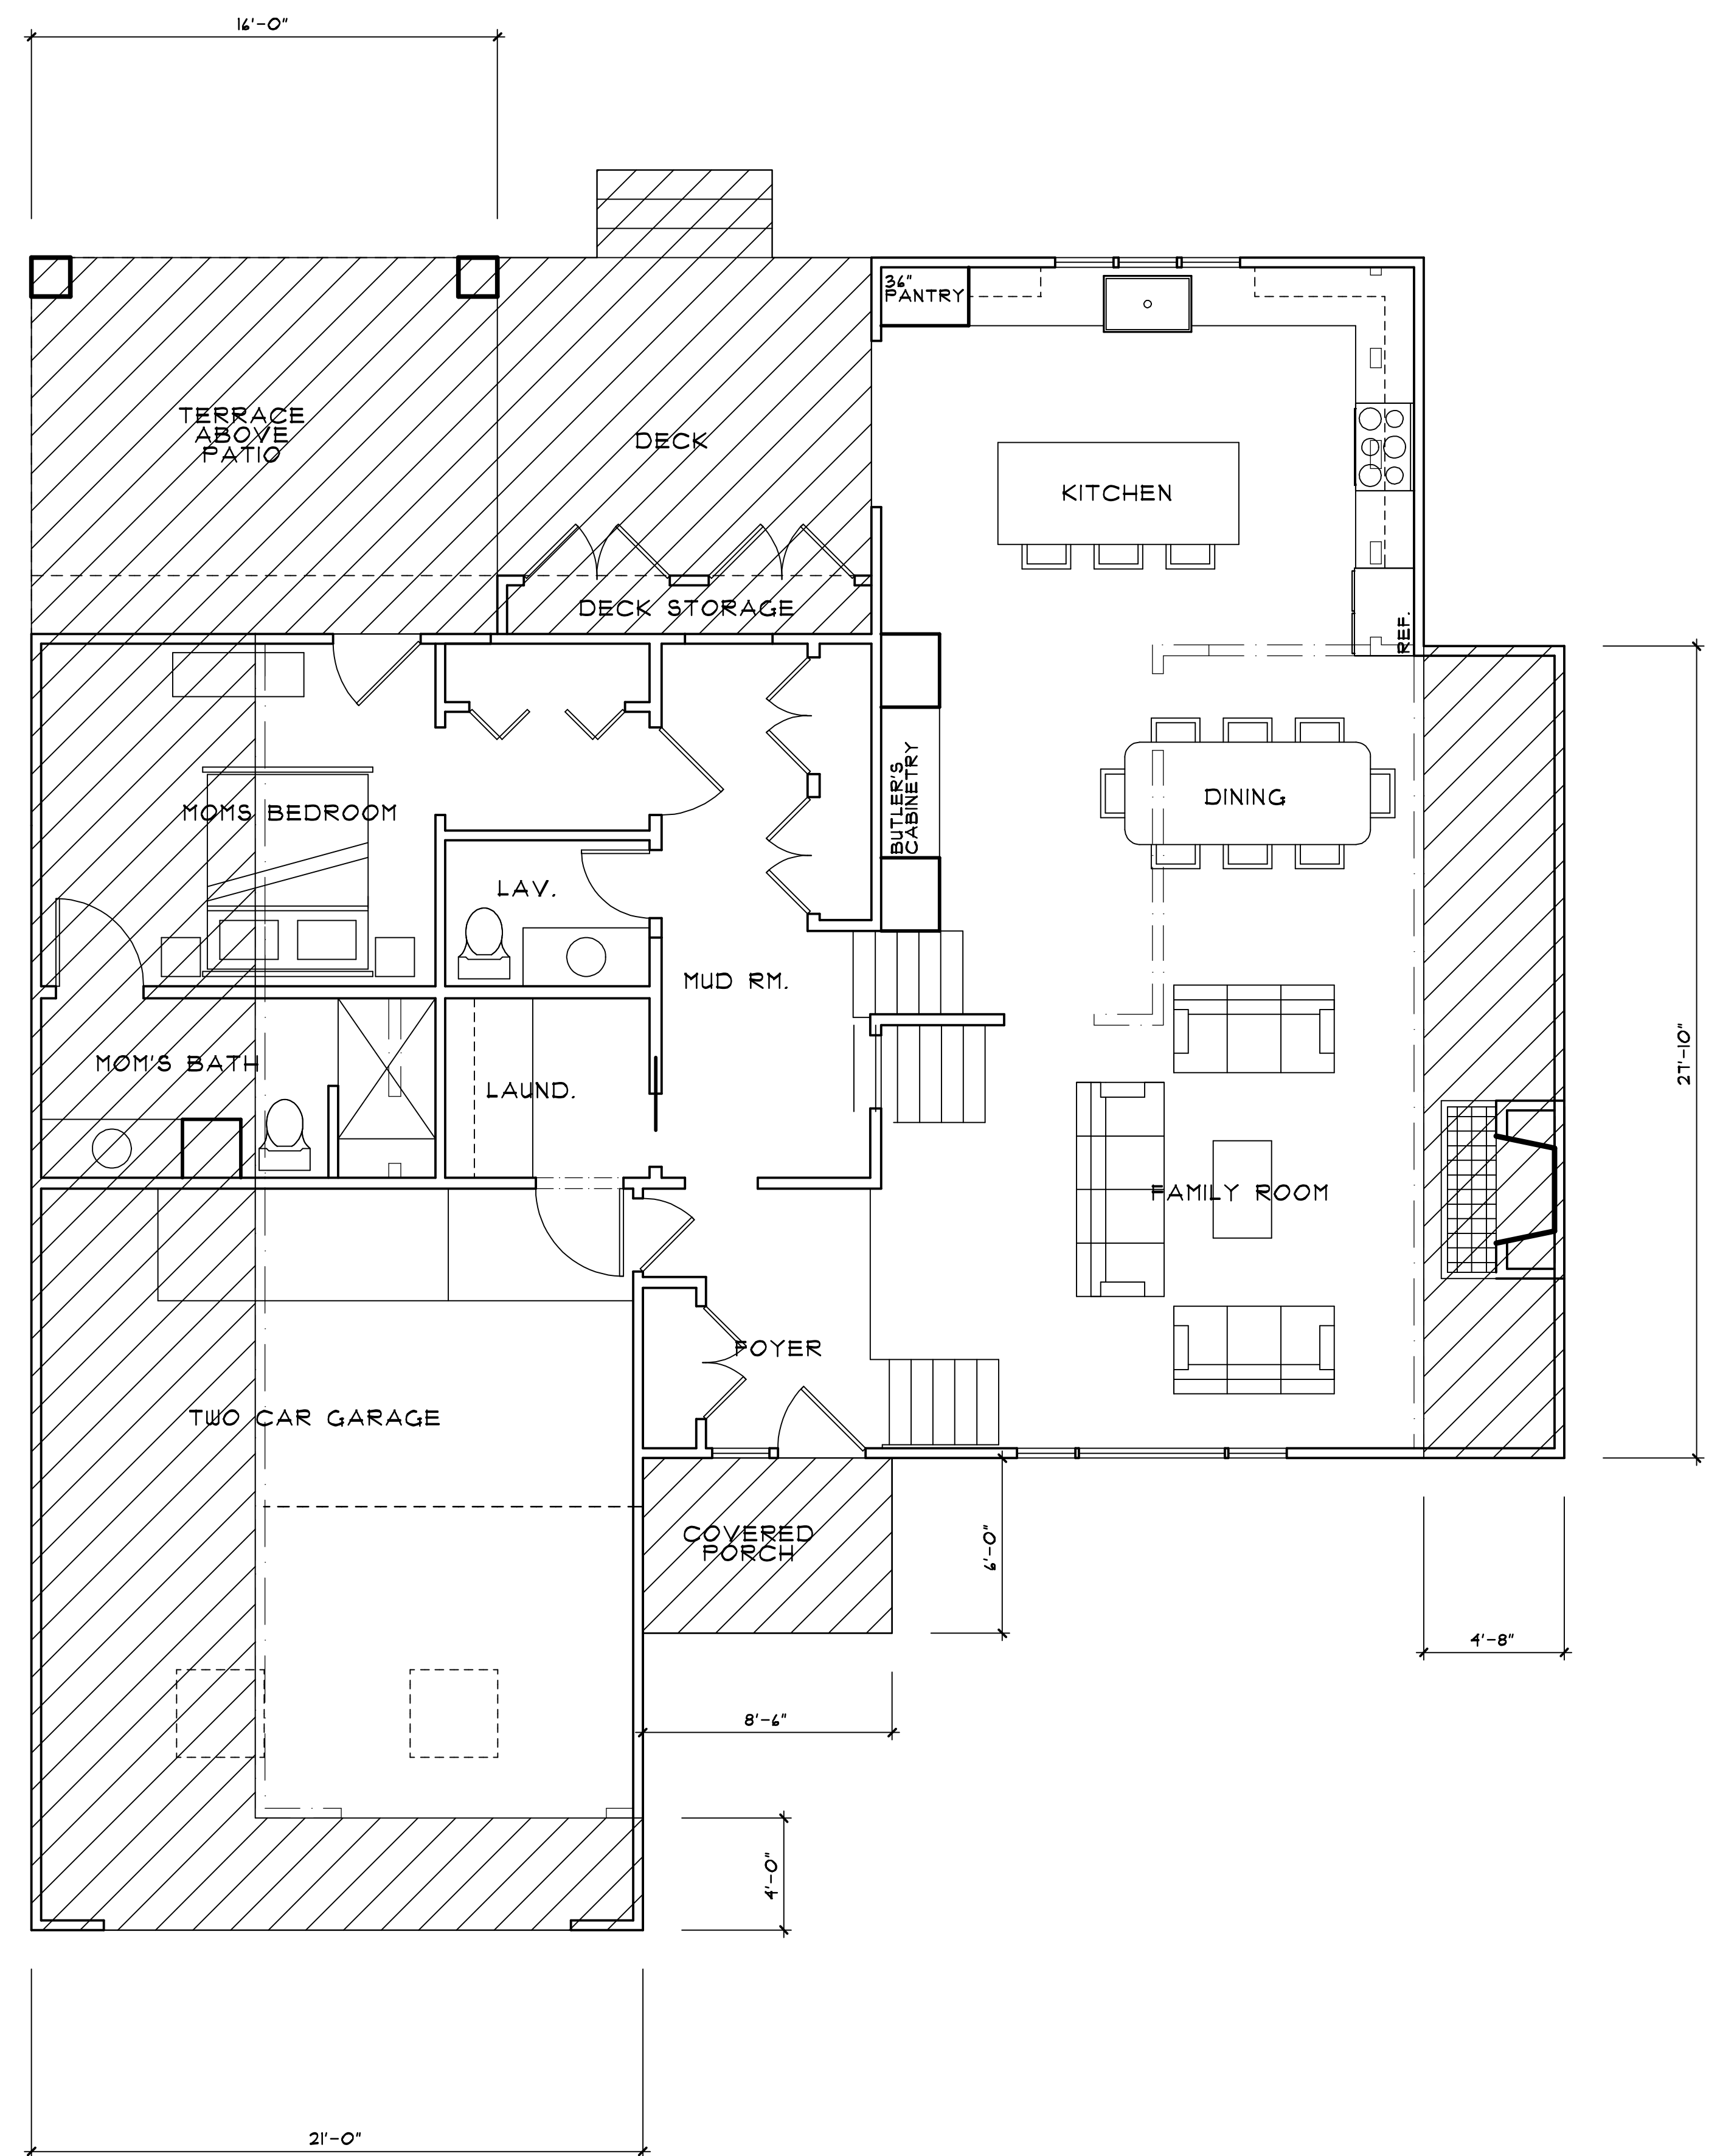 16'-0"
36"
PANTRY
TERRACE
ABOVE
PATIO
DECK
KITCHEN
DECK STORAGE
REF.
BUTLER'S
CABINETRY
DINING
MOMS BEDROOM
LAV.
MUD RM.
27'-10"
MOM'S BATH
LAUND.
FAMILY ROOM
FOYER
TWO CAR GARAGE
COVERED
PORCH
6'-0"
4'-8"
8'-6"
4'-0"
21'-0"